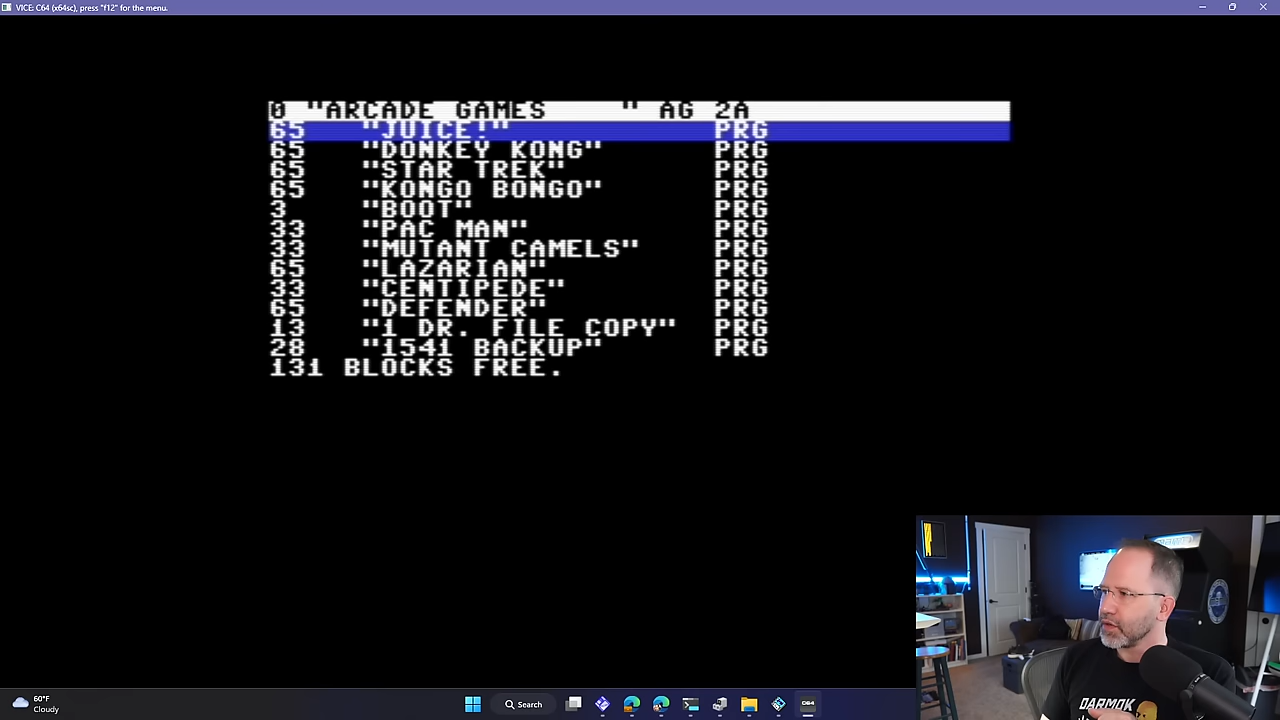 VICE: C64 (x64sc), press "f12" for the menu.
0 "ARCADE GAMES    " AG 2A
65 "JUICE!" PRG
65 "DONKEY KONG" PRG
65 "STAR TREK" PRG
65 "KONGO BONGO" PRG
3 "BOOT" PRG
33 "PAC MAN" PRG
33 "MUTANT CAMELS" PRG
65 "LAZARIAN" PRG
33 "CENTIPEDE" PRG
65 "DEFENDER" PRG
13 "1 DR. FILE COPY" PRG
28 "1541 BACKUP" PRG
131 BLOCKS FREE.
DARMOK
60°F
Cloudy
Search
C64